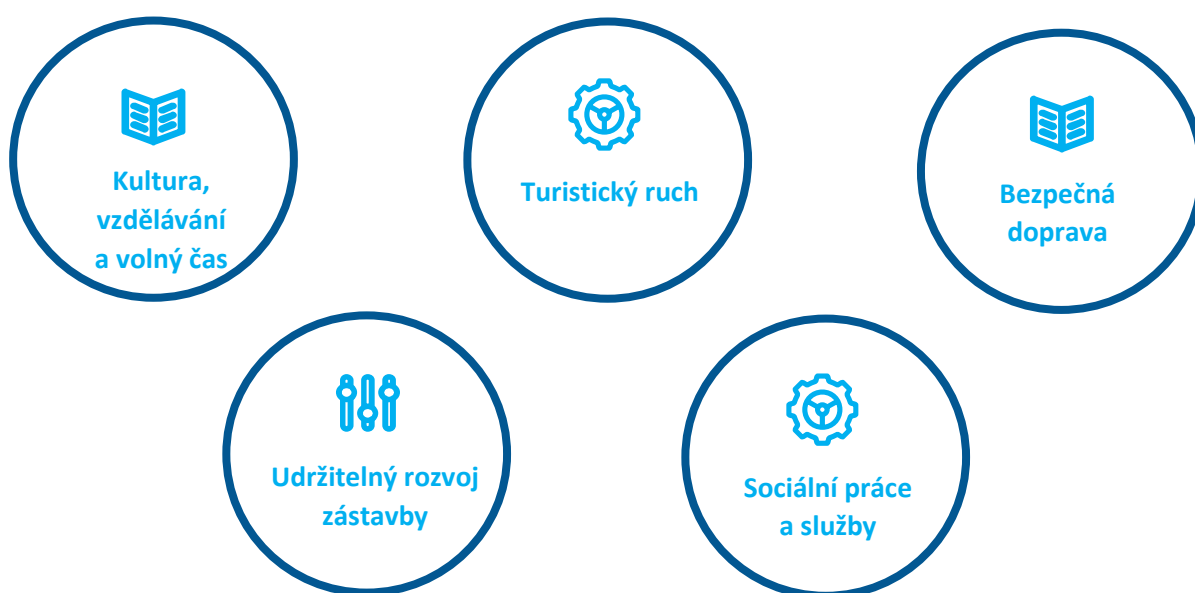 Kultura,
vzdělávání
a volný čas
Turistický ruch
Bezpečná
doprava
Udržitelný rozvoj
zástavby
Sociální práce
a služby